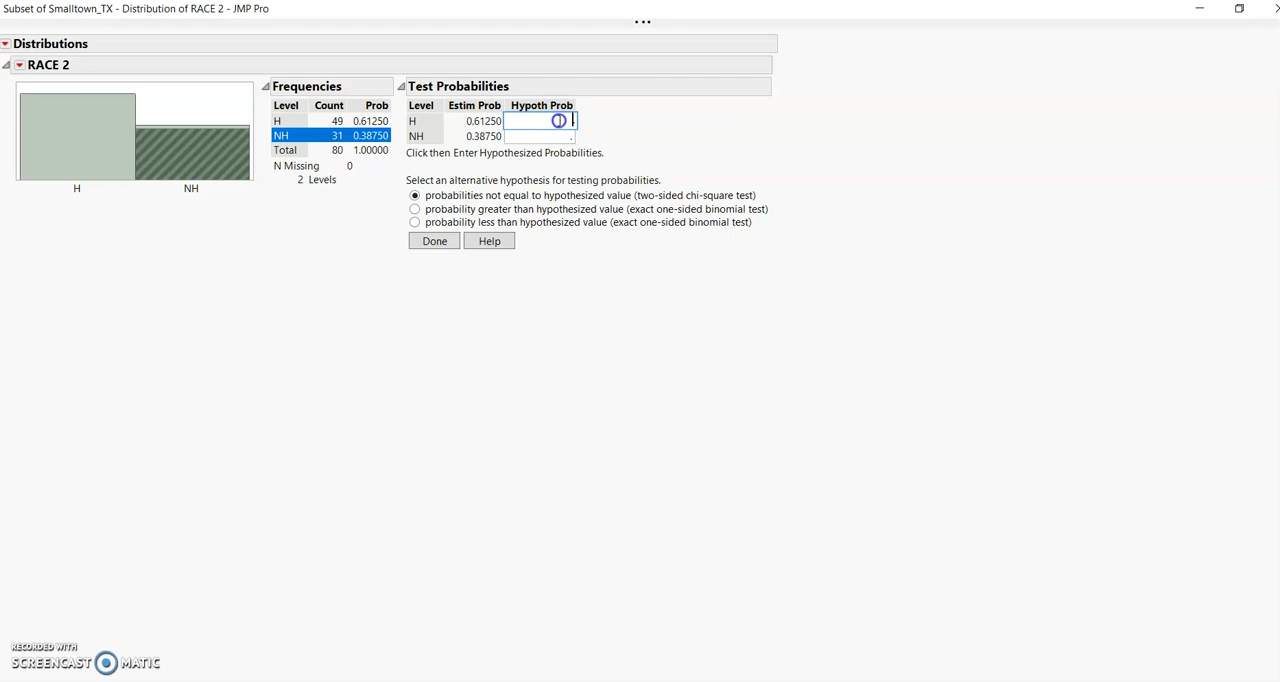 Subset of Smalltown_TX - Distribution of RACE 2 - JMP Pro
Distributions
RACE 2
H NH
Frequencies
Level Count Prob
H 49 0.61250
NH 31 0.38750
Total 80 1.00000
N Missing 0
2 Levels
Test Probabilities
Level Estim Prob Hypoth Prob
H 0.61250
NH 0.38750 .
Click then Enter Hypothesized Probabilities.
Select an alternative hypothesis for testing probabilities.
probabilities not equal to hypothesized value (two-sided chi-square test)
probability greater than hypothesized value (exact one-sided binomial test)
probability less than hypothesized value (exact one-sided binomial test)
Done Help
RECORDED WITH
SCREENCAST MATIC